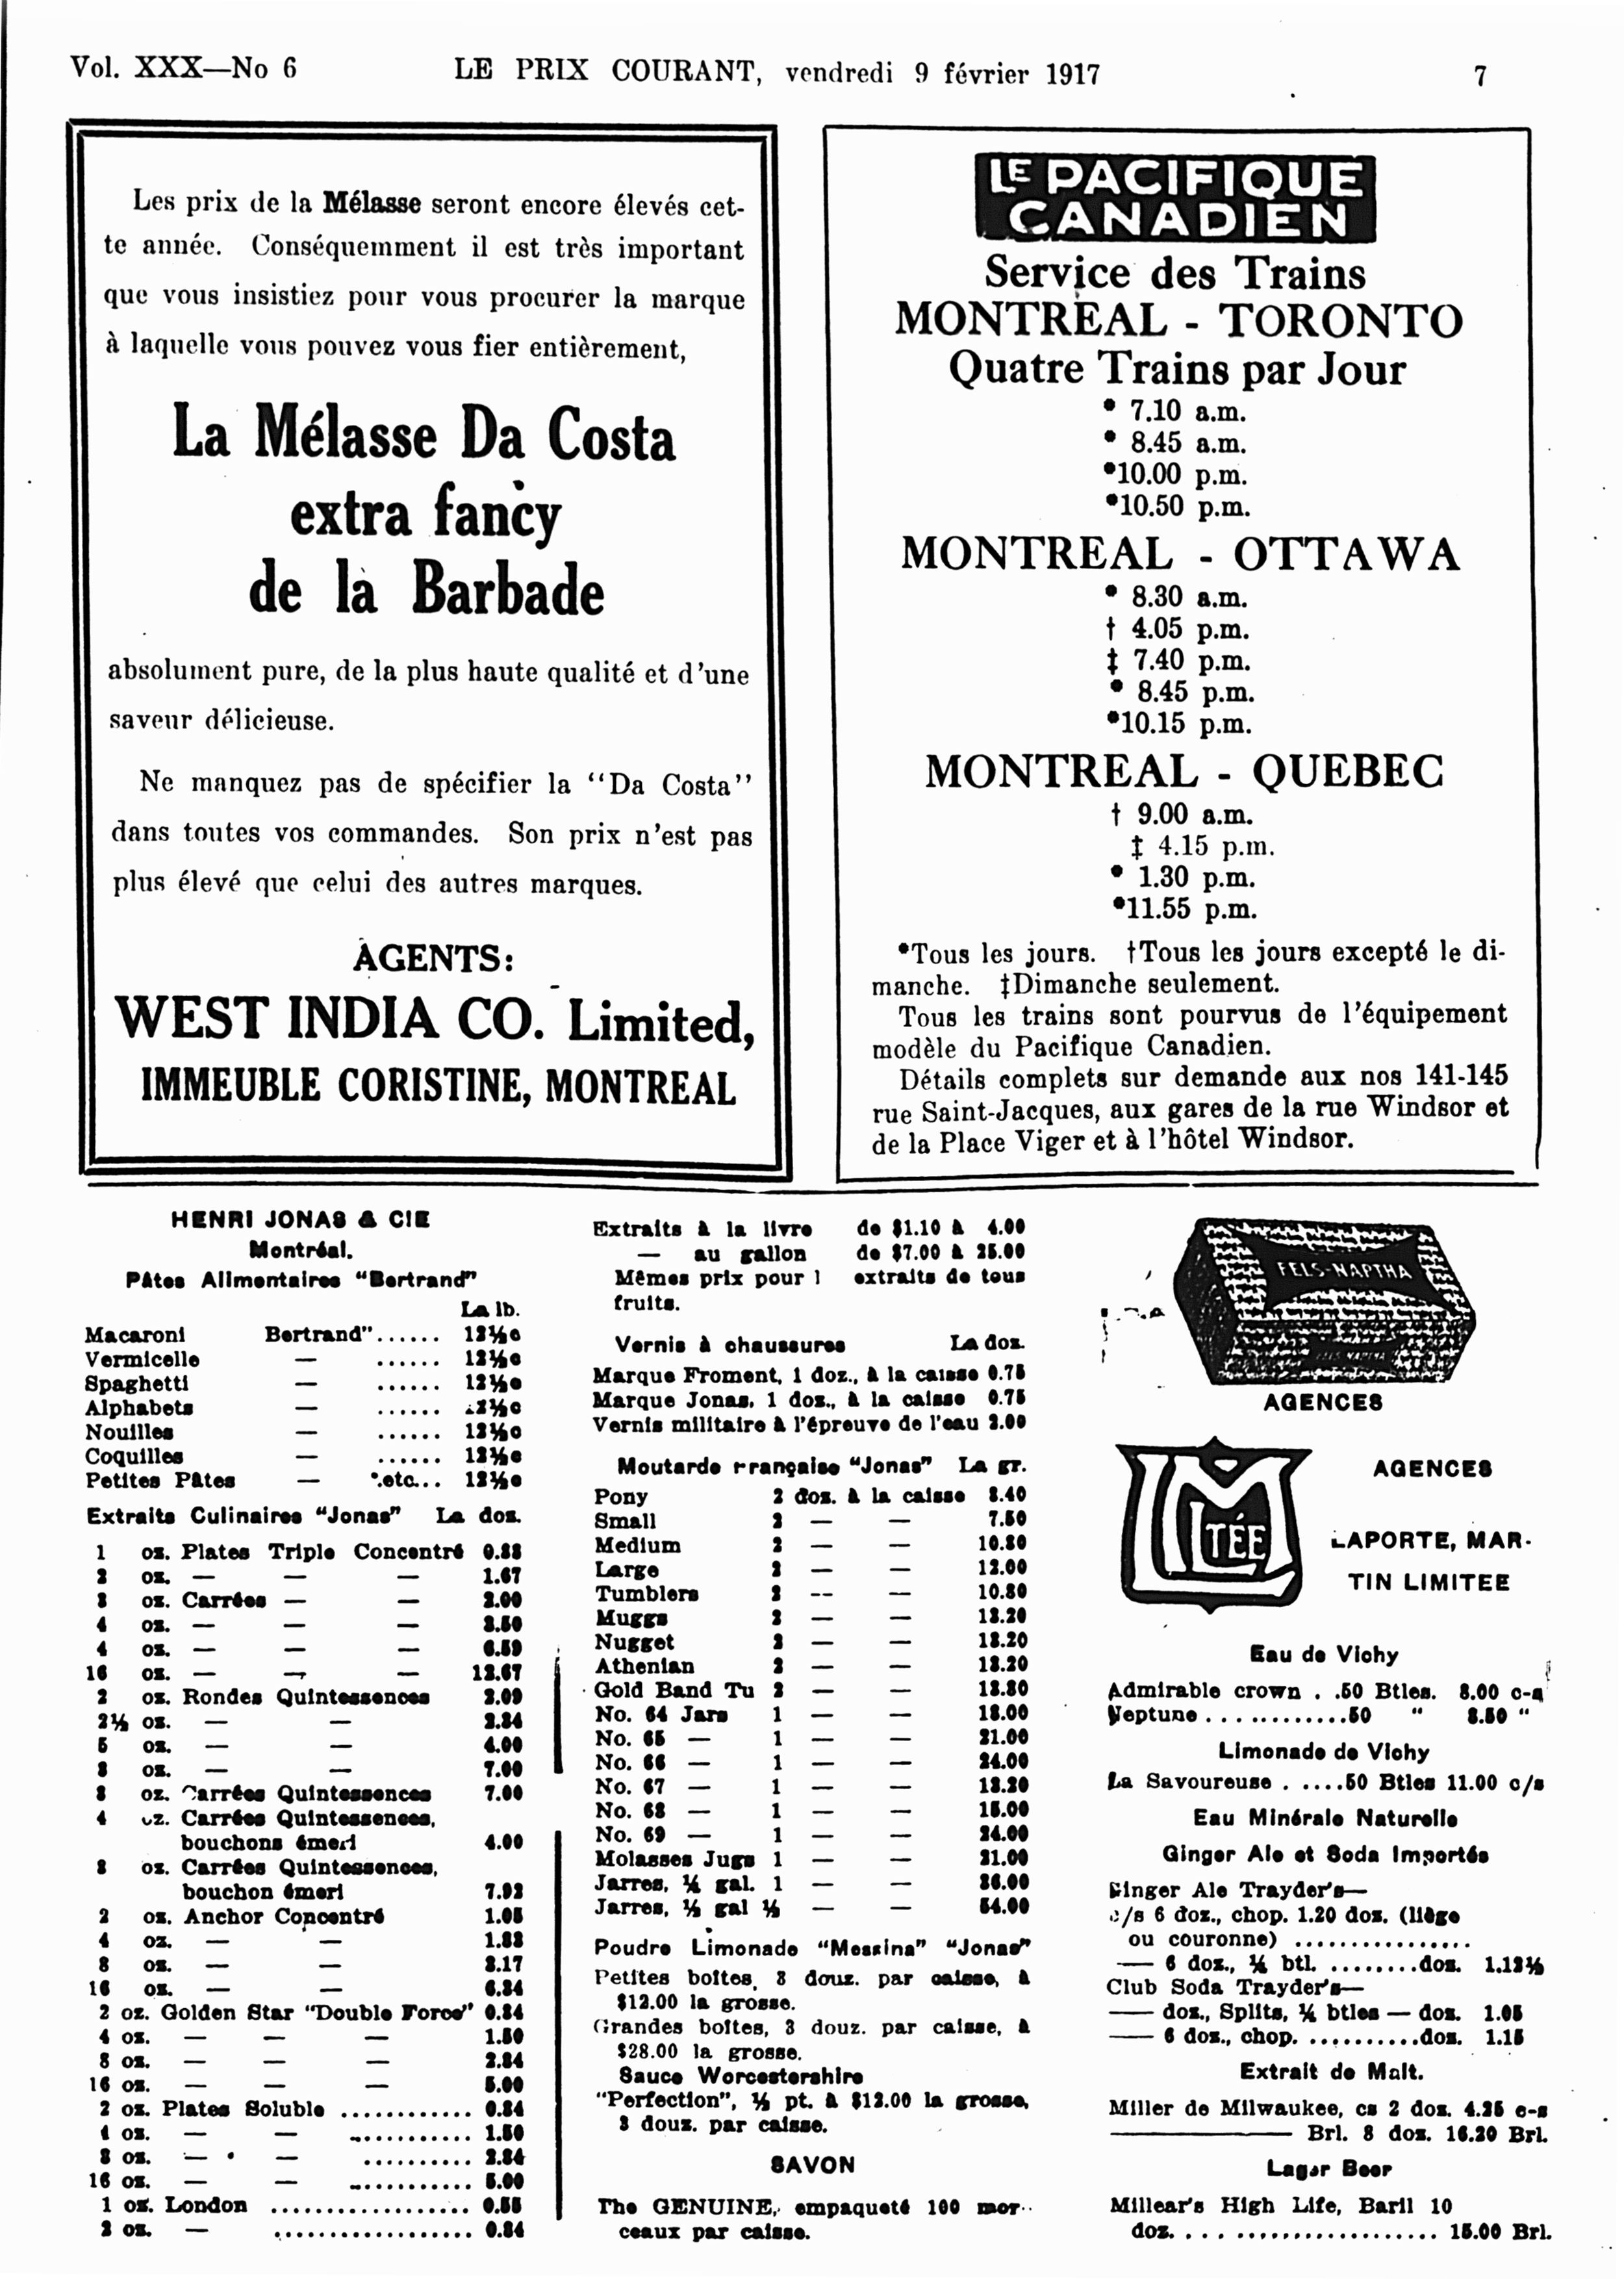 Vol. XXX—No 6
LE PRIX COURANT, vendredi 9 février 1917
7
Les prix de la Mélasse seront encore élevés cet-
te année. Conséquemment il est très important
que vous insistiez pour vous procurer la marque
à laquelle vous pouvez vous fier entièrement,
La Mélasse Da Costa
extra fancy
de la Barbade
absolument pure, de la plus haute qualité et d'une
saveur délicieuse.
Ne manquez pas de spécifier la "Da Costa"
dans toutes vos commandes. Son prix n'est pas
plus élevé que celui des autres marques.
AGENTS:
WEST INDIA CO. Limited,
IMMEUBLE CORISTINE, MONTREAL
LE PACIFIQUE
CANADIEN
Service des Trains
MONTREAL - TORONTO
Quatre Trains par Jour
* 7.10 a.m.
* 8.45 a.m.
*10.00 p.m.
*10.50 p.m.
MONTREAL - OTTAWA
* 8.30 a.m.
† 4.05 p.m.
‡ 7.40 p.m.
* 8.45 p.m.
*10.15 p.m.
MONTREAL - QUEBEC
† 9.00 a.m.
‡ 4.15 p.m.
* 1.30 p.m.
*11.55 p.m.
*Tous les jours. †Tous les jours excepté le di-
manche. ‡Dimanche seulement.
Tous les trains sont pourvus de l'équipement
modèle du Pacifique Canadien.
Détails complets sur demande aux nos 141-145
rue Saint-Jacques, aux gares de la rue Windsor et
de la Place Viger et à l'hôtel Windsor.
HENRI JONAS & CIE
Montréal.
Pâtes Alimentaires "Bertrand"
La lb.
Macaroni Bertrand"...... 12½c
Vermicelle — ...... 12½c
Spaghetti — ...... 12½c
Alphabets — ...... 12½c
Nouilles — ...... 12½c
Coquilles — ...... 12½c
Petites Pâtes — etc... 12½c
Extraits Culinaires "Jonas" La doz.
1 oz. Plates Triple Concentré 0.88
2 oz. — — — 1.67
oz. Carrées — — 2.00
4 oz. — — — 3.50
4 oz. — — —
16 oz. — — — 12.67
2 oz. Rondes Quintessences 2.09
2½ oz. — — 2.34
5 oz. — — 4.00
8 oz. — — 7.00
8 oz. Carrées Quintessences 7.00
4 oz. Carrées Quintessences,
bouchons émeri 4.00
8 oz. Carrées Quintessences,
bouchon émeri
2 oz. Anchor Concentré 1.05
4 oz. — —
8 oz. — — 3.17
16 oz. — — 6.34
2 oz. Golden Star "Double Force" 0.84
4 oz. — — — 1.50
8 oz. — — — 2.84
16 oz. — — — 5.00
2 oz. Plates Soluble ............ 0.84
4 oz. — — ........... 1.50
8 oz. — — .......... 2.84
16 oz. — — ........... 5.00
1 oz. London .................. 0.55
2 oz. — .................. 0.84
Extraits à la livre de $1.10 à 4.00
— au gallon de $7.00 à 25.00
Mêmes prix pour extraits de tous
fruits.
Vernis à chaussures La doz.
Marque Froment, 1 doz., à la caisse 0.75
Marque Jonas, 1 doz., à la caisse 0.75
Vernis militaire à l'épreuve de l'eau 2.00
Moutarde Française "Jonas" La gr.
Pony 2 doz. à la caisse 8.40
Small 2 — — 7.50
Medium 2 — — 10.80
Large 2 — — 12.00
Tumblers 2 — — 10.80
Muggs 2 — — 13.20
Nugget 2 — — 13.20
Athenian 2 — — 13.20
Gold Band Tu 2 — — 13.80
No. 64 Jars 1 — — 18.00
No. 65 — 1 — — 21.00
No. 66 — 1 — — 24.00
No. 67 — 1 — — 13.20
No. 68 — 1 — — 15.00
No. 69 — 1 — — 24.00
Molasses Jugs 1 — — 21.00
Jarres, ¼ gal. 1 — — 36.00
Jarres, ½ gal ½ — — 54.00
Poudre Limonade "Messina" "Jonas"
Petites boîtes, 3 douz. par caisse, à
$12.00 la grosse.
Grandes boîtes, 3 douz. par caisse, à
$28.00 la grosse.
Sauce Worcestershire
"Perfection", ½ pt. à $12.00 la grosse,
3 douz. par caisse.
SAVON
The GENUINE, empaqueté 100 mor-
ceaux par caisse.
FELS-NAPTHA
AGENCES
LM
LTÉE
AGENCES
LAPORTE, MAR-
TIN LIMITEE
Eau de Vichy
Admirable crown . .50 Btles. 8.00 c-s
Neptune . . . ...........50 " 8.50 "
Limonade de Vichy
La Savoureuse . ....50 Btles 11.00 c/s
Eau Minérale Naturelle
Ginger Ale et Soda Importés
Ginger Ale Trayder's—
c/s 6 doz., chop. 1.20 doz. (liège
ou couronne) ................
— 6 doz., ¼ btl. ........doz. 1.12½
Club Soda Trayder's—
— doz., Splits, ¼ btles — doz. 1.05
— 6 doz., chop. ..........doz. 1.15
Extrait de Malt.
Miller de Milwaukee, cs 2 doz. 4.25 c-s
— Brl. 8 doz. 16.20 Brl.
Lager Beer
Millear's High Life, Baril 10
doz. . . . ................... 15.00 Brl.